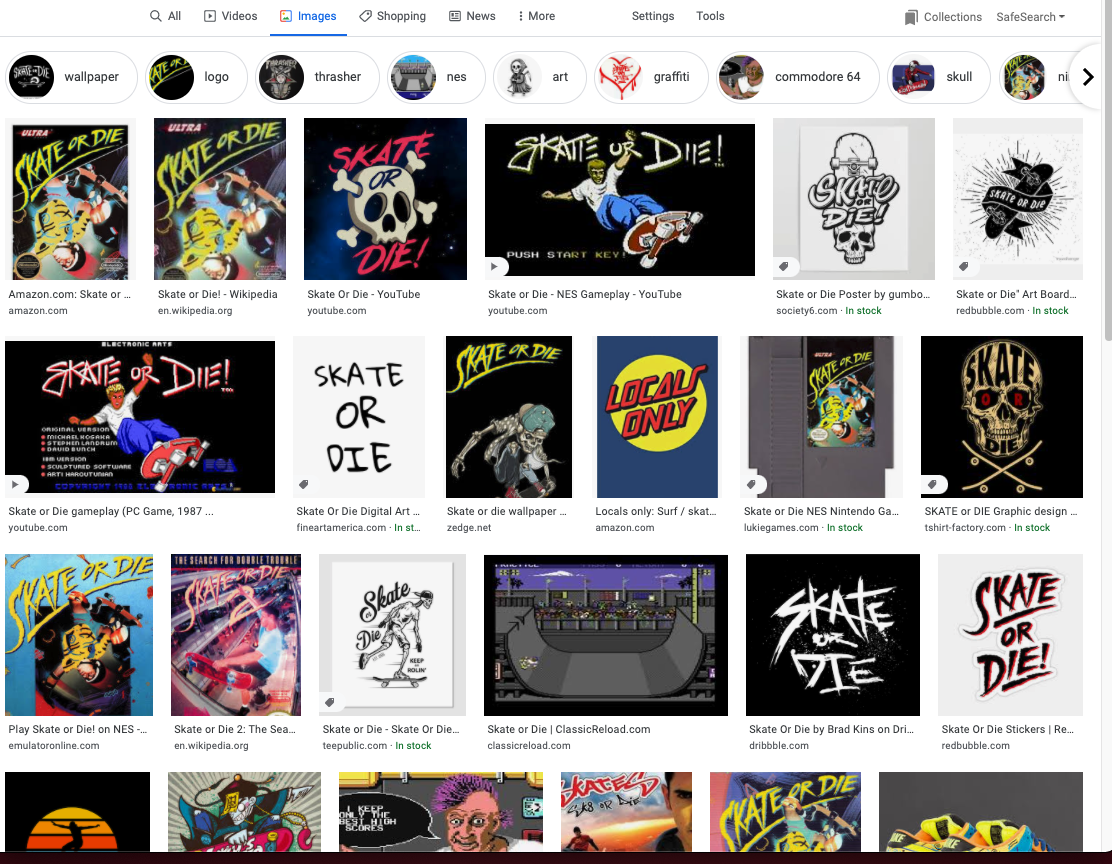 All
Videos
Images
Shopping
News
More
Settings
Tools
Collections
SafeSearch
wallpaper
logo
thrasher
nes
art
graffiti
commodore 64
skull
ni
ULTRA
SKATE OR DIE
ULTRA
SKATE OR DIE
SKATE
OR
DIE!
SKATE OR DIE!
PUSH START KEY!
SKATE
OR
DIE!
SKATE OR DIE
Amazon.com: Skate or ...
amazon.com
Skate or Die! - Wikipedia
en.wikipedia.org
Skate Or Die - YouTube
youtube.com
Skate or Die - NES Gameplay - YouTube
youtube.com
Skate or Die Poster by gumbo...
society6.com · In stock
Skate or Die" Art Board...
redbubble.com · In stock
ELECTRONIC ARTS
SKATE OR DIE!
TM
ORIGINAL VERSION
MICHAEL KOSAKA
STEPHEN LANDRUM
DAVID BUNCH
IBM VERSION
SCULPTURED SOFTWARE
ARTI HAROUTUNIAN
SKATE
OR
DIE
SKATE OR DIE
LOCALS
ONLY
ULTRA
SKATE OR DIE
SKATE
OR
DIE
Skate or Die gameplay (PC Game, 1987 ...
youtube.com
Skate Or Die Digital Art ...
fineartamerica.com · In st...
Skate or die wallpaper ...
zedge.net
Locals only: Surf / skat...
amazon.com
Skate or Die NES Nintendo Ga...
lukiegames.com · In stock
SKATE or DIE Graphic design ...
tshirt-factory.com · In stock
SKATE OR DIE
THE SEARCH FOR DOUBLE TROUBLE
SKATE OR DIE
2
Skate
or
Die
KEEP
ROLIN'
SKATE
OR
DIE
SKATE
OR
DIE!
Play Skate or Die! on NES -...
emulatoronline.com
Skate or Die 2: The Sea...
en.wikipedia.org
Skate or Die - Skate Or Die...
teepublic.com · In stock
Skate or Die | ClassicReload.com
classicreload.com
Skate Or Die by Brad Kins on Dri...
dribbble.com
Skate Or Die Stickers | Re...
redbubble.com
I KEEP
ONLY THE
BEST HIGH
SCORES
SKATES
SK8 OR DIE
SKATE OR DIE